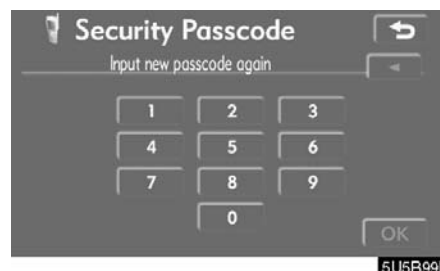 Security Passcode
Input new passcode again
1 2 3
4 5 6
7 8 9
0
OK
5U5B99